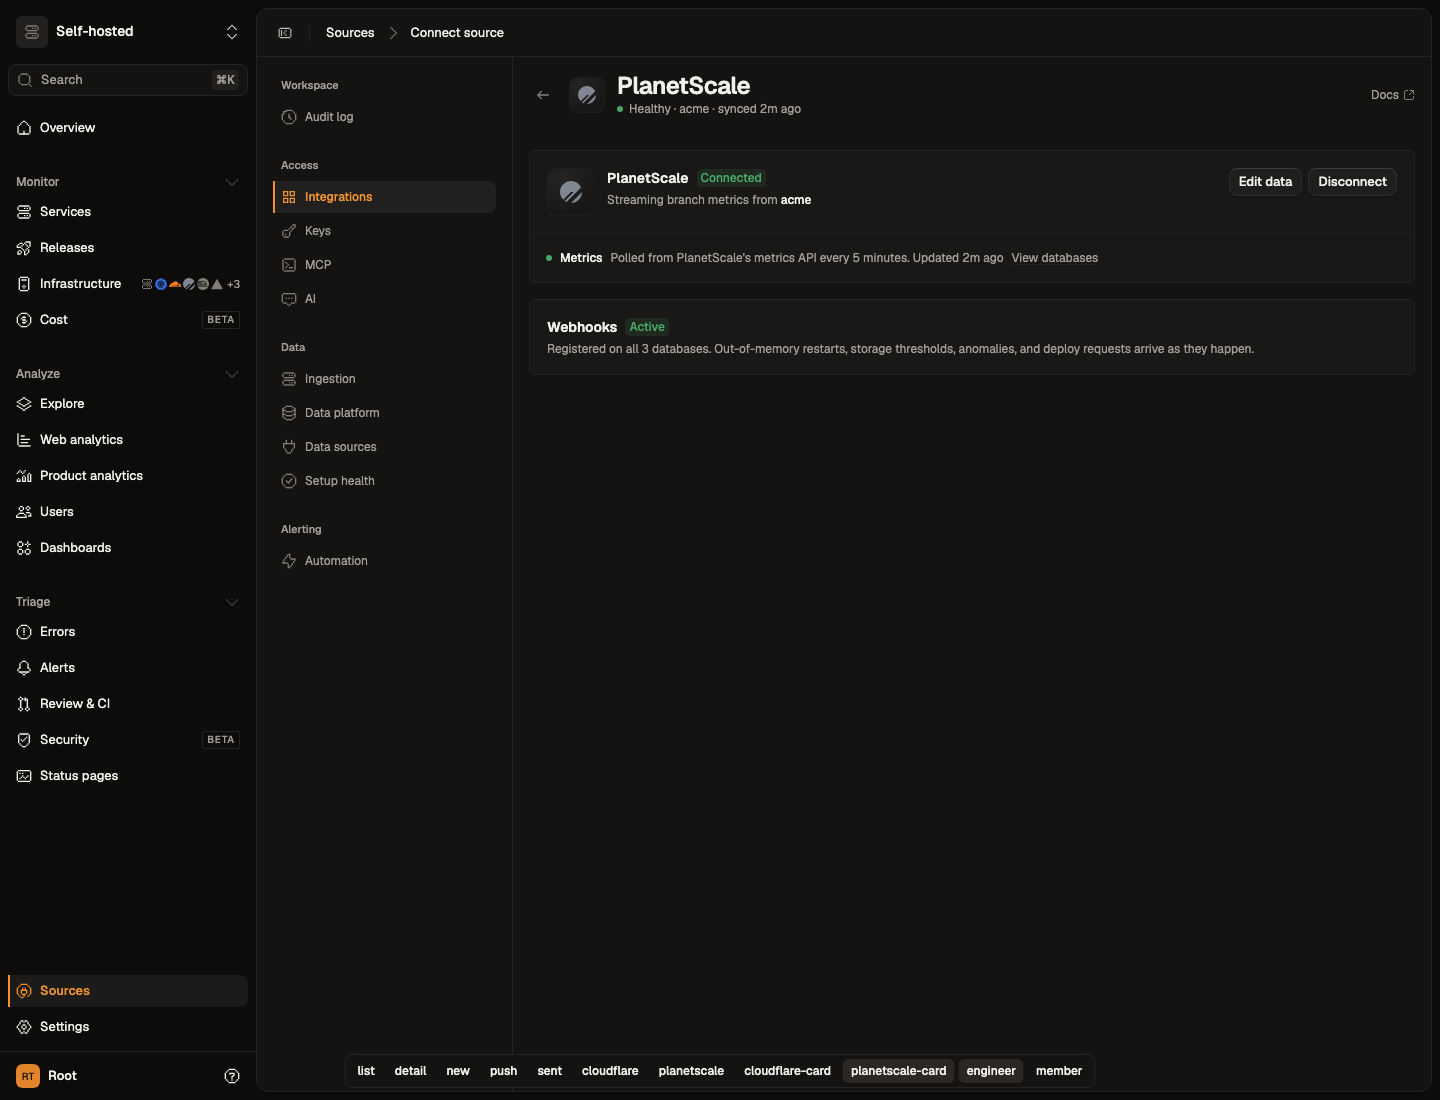 Self-hosted
Search ⌘K
Overview
Monitor
Services
Releases
Infrastructure +3
Cost BETA
Analyze
Explore
Web analytics
Product analytics
Users
Dashboards
Triage
Errors
Alerts
Review & CI
Security BETA
Status pages
Sources
Settings
RT Root
Sources Connect source
Workspace
Audit log
Access
Integrations
Keys
MCP
AI
Data
Ingestion
Data platform
Data sources
Setup health
Alerting
Automation
PlanetScale
Healthy · acme · synced 2m ago
Docs
PlanetScale Connected
Streaming branch metrics from acme
Edit data Disconnect
Metrics Polled from PlanetScale's metrics API every 5 minutes. Updated 2m ago View databases
Webhooks Active
Registered on all 3 databases. Out-of-memory restarts, storage thresholds, anomalies, and deploy requests arrive as they happen.
list detail new push sent cloudflare planetscale cloudflare-card planetscale-card engineer member